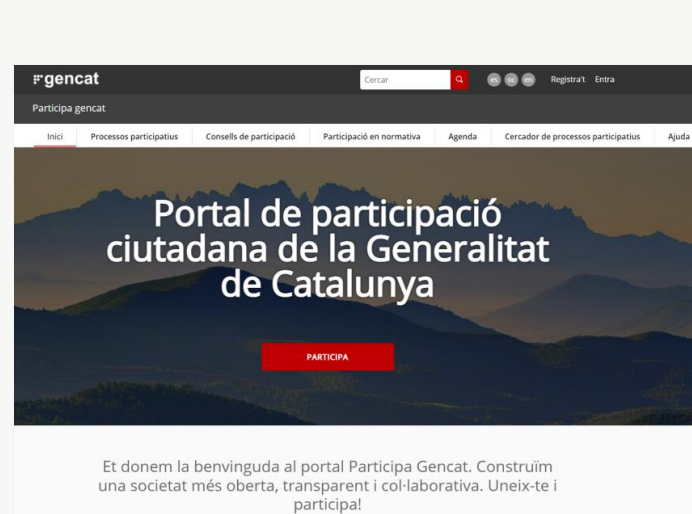 gencat
Cercar
es oc en
Registra't Entra
Participa gencat
Inici Processos participatius Consells de participació Participació en normativa Agenda Cercador de processos participatius Ajuda
Portal de participació
ciutadana de la Generalitat
de Catalunya
PARTICIPA
Et donem la benvinguda al portal Participa Gencat. Construïm
una societat més oberta, transparent i col·laborativa. Uneix-te i
participa!